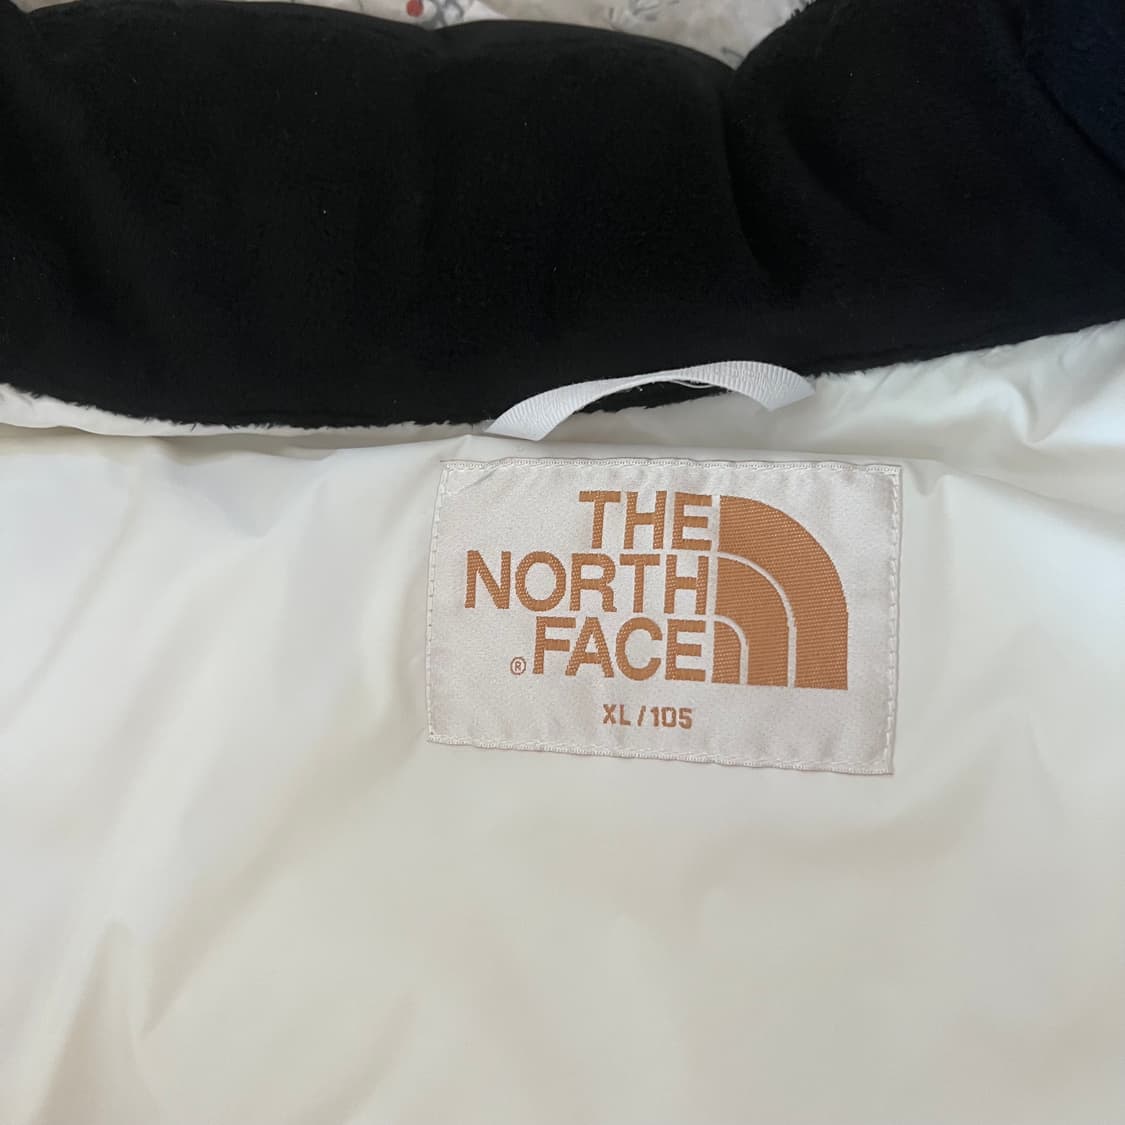 THE
NORTH
® FACE
XL / 105